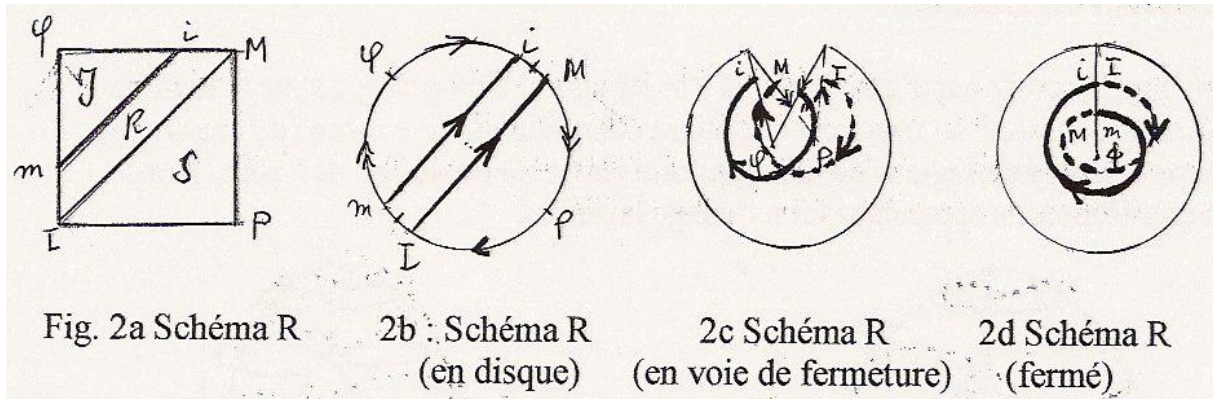 φ i M
J
R
S
m
I P
φ i M
m
I P
i M I
φ P
i I
M m
Φ
Fig. 2a Schéma R
2b : Schéma R
(en disque)
2c Schéma R
(en voie de fermeture)
2d Schéma R
(fermé)